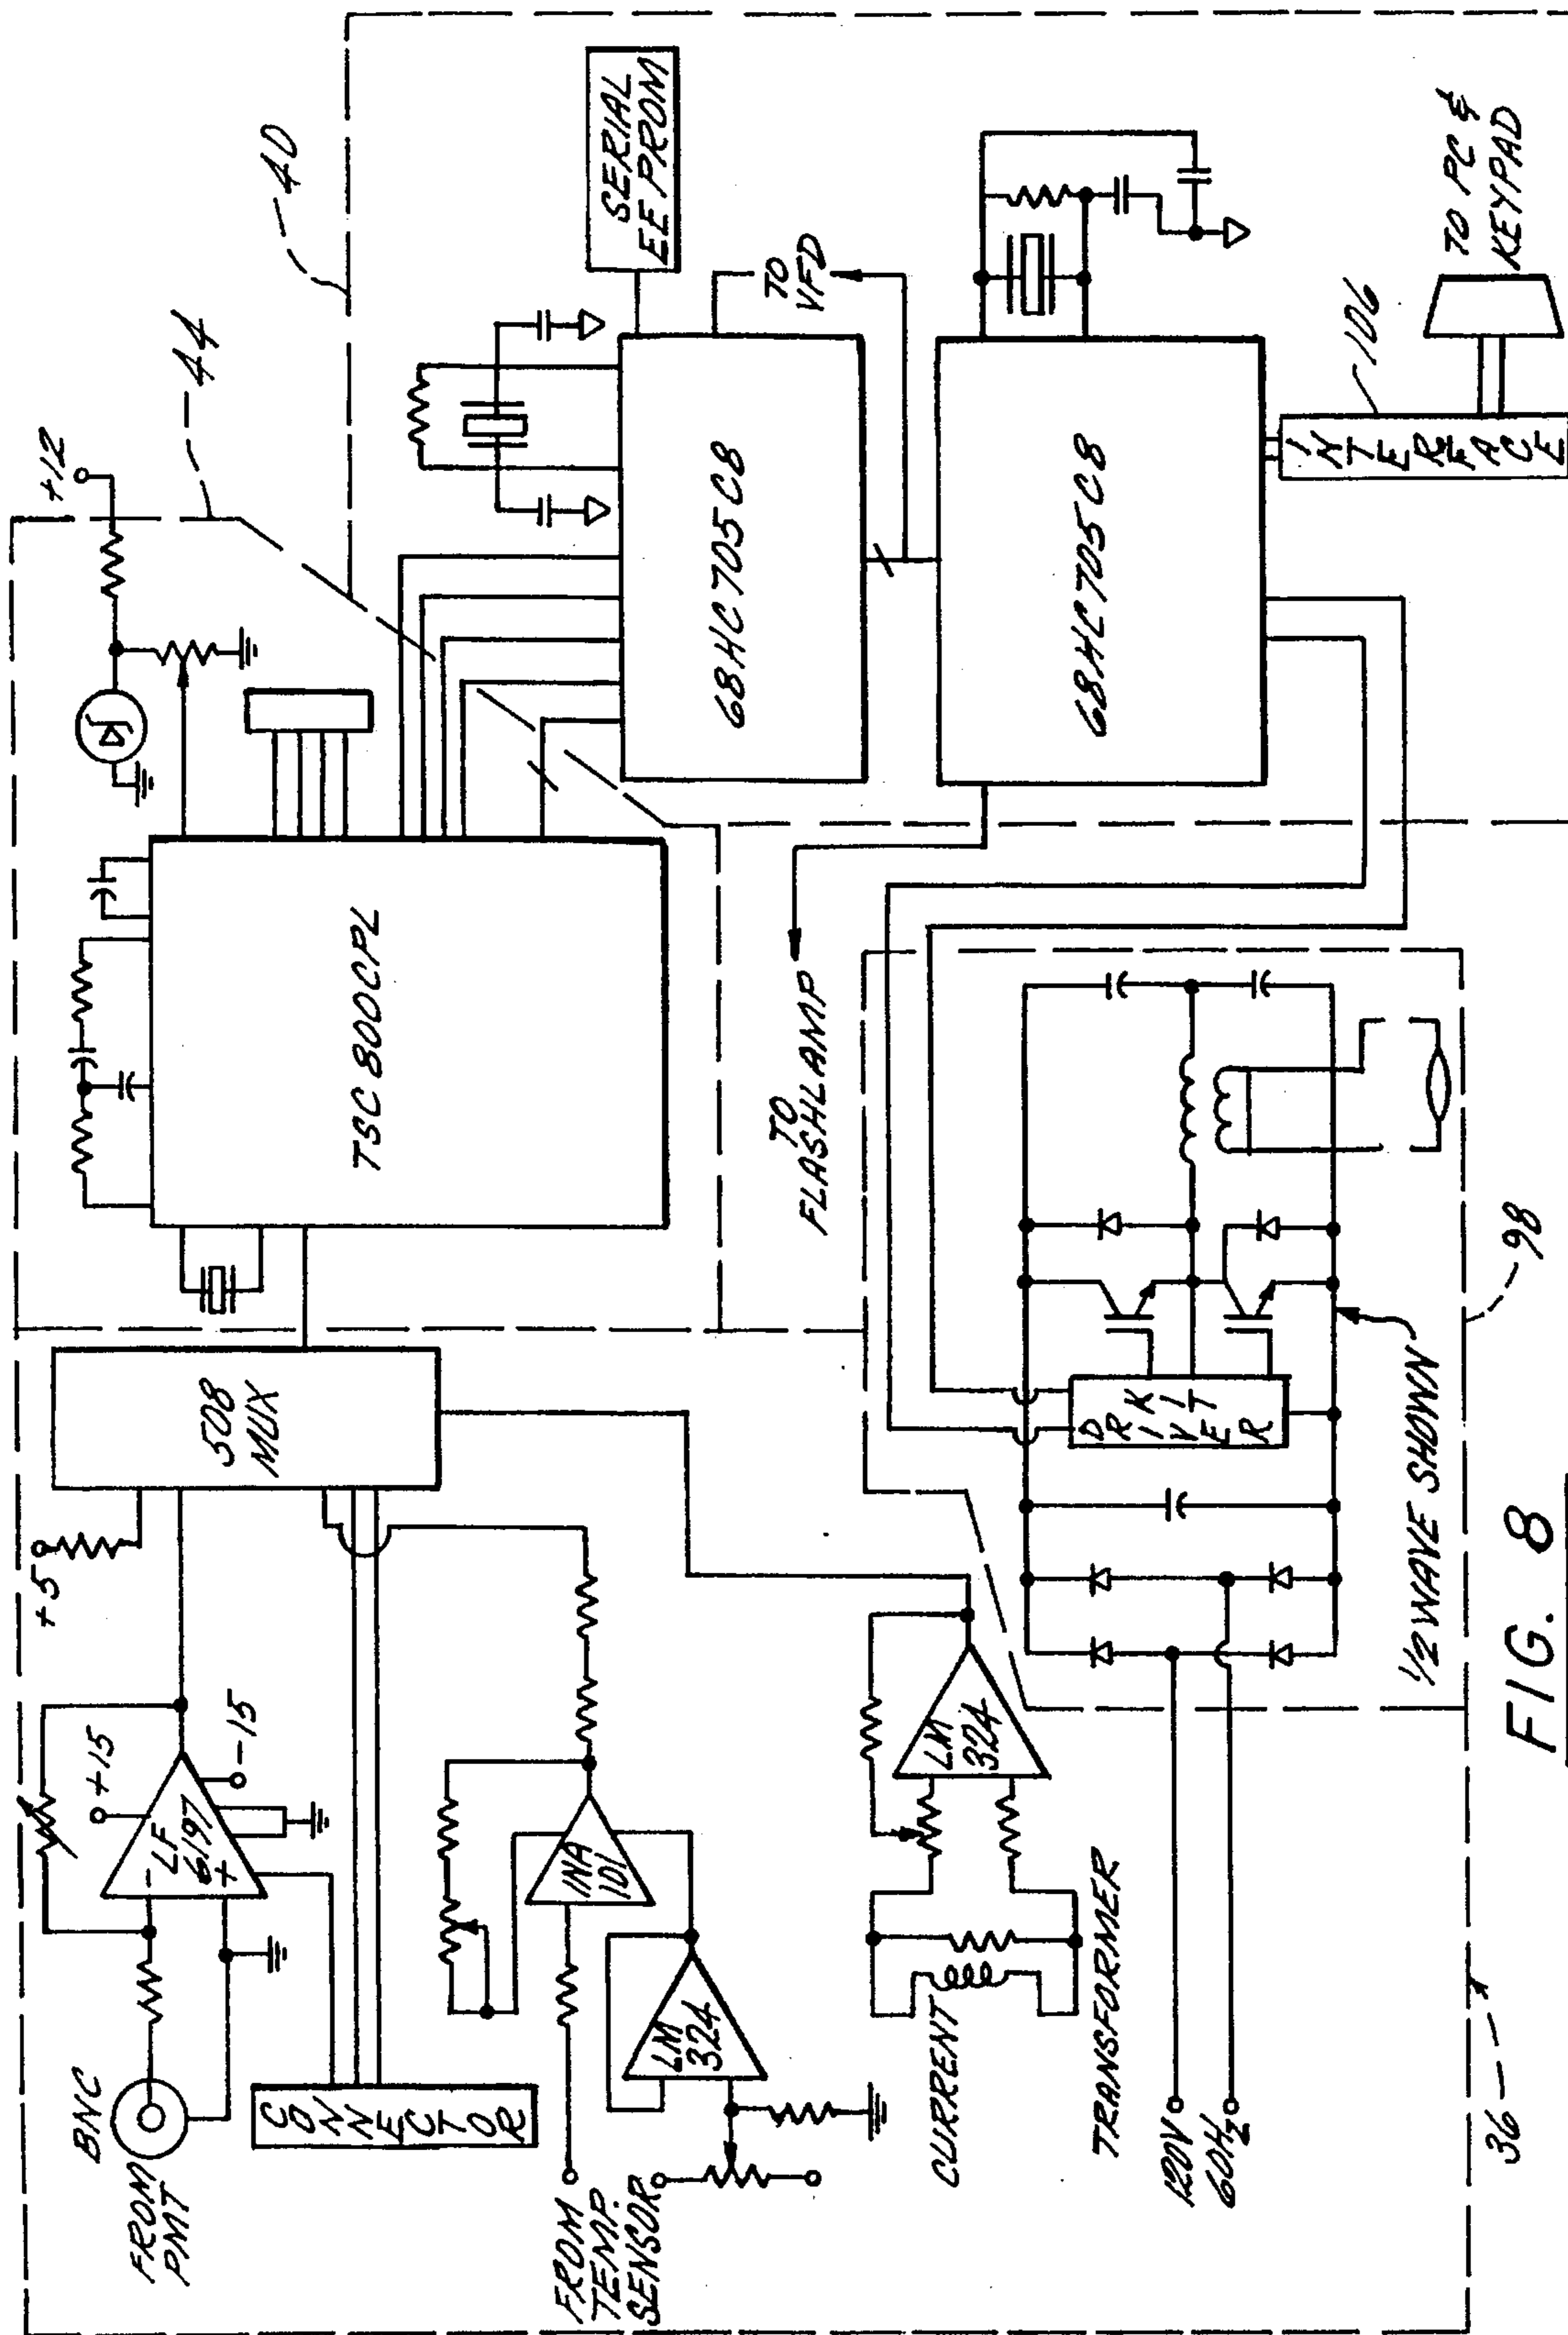 FROM
PMT
BNC
LF
6197
-
+
+15
-15
+5
508
MUX
CONNECTOR
FROM
TEMP.
SENSOR
INA
101
LM
324
CURRENT
TRANSFORMER
LM
324
120V
60HZ
36
TSC 800CPL
+12
44
40
SERIAL
EE PROM
68HC705C8
TO
VFD
68HC705C8
TO
FLASHLAMP
INTERFACE
106
TO PC &
KEYPAD
DRIVER
KIT
1/2 WAVE SHOWN
98
FIG. 8